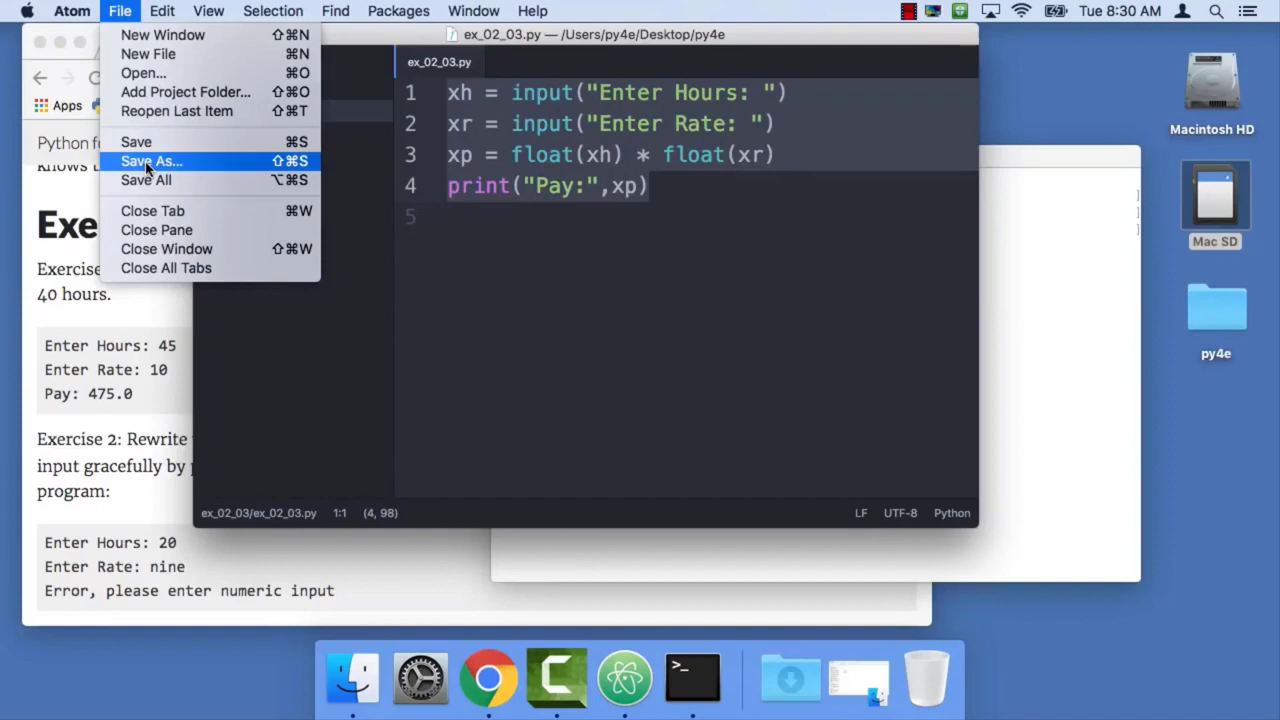 Atom File Edit View Selection Find Packages Window Help Tue 8:30 AM
New Window ⇧⌘N
New File ⌘N
Open... ⌘O
Add Project Folder... ⇧⌘O
Reopen Last Item ⇧⌘T
Save ⌘S
Save As... ⇧⌘S
Save All ⌥⌘S
Close Tab ⌘W
Close Pane
Close Window ⇧⌘W
Close All Tabs
ex_02_03.py — /Users/py4e/Desktop/py4e
ex_02_03.py
1 xh = input("Enter Hours: ")
2 xr = input("Enter Rate: ")
3 xp = float(xh) * float(xr)
4 print("Pay:",xp)
5
ex_02_03/ex_02_03.py 1:1 (4, 98) LF UTF-8 Python
Apps
Python
knows
Exe
Exercise
40 hours.
Enter Hours: 45
Enter Rate: 10
Pay: 475.0
Exercise 2: Rewrite
input gracefully by
program:
Enter Hours: 20
Enter Rate: nine
Error, please enter numeric input
Macintosh HD
Mac SD
py4e